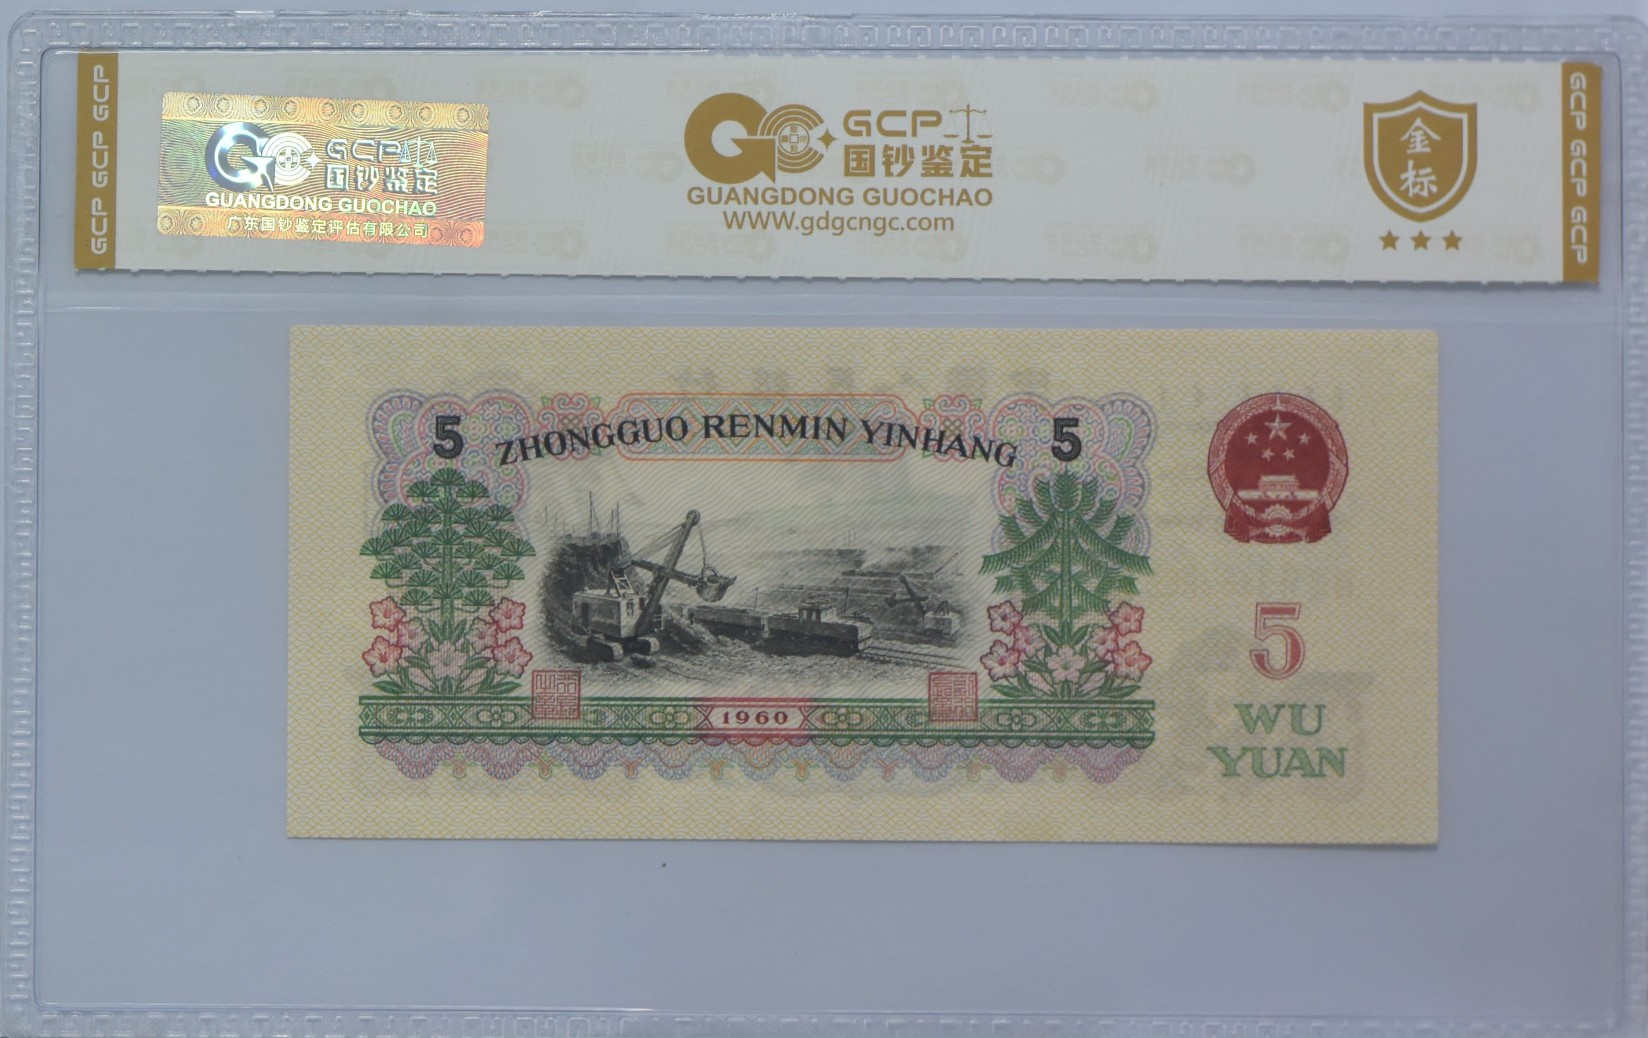 GCP GCP GCP
GCP 国钞鉴定
GUANGDONG GUOCHAO
广东国钞鉴定评估有限公司
GCP
国钞鉴定
GUANGDONG GUOCHAO
WWW.gdgcngc.com
金标
GCP GCP GCP
5 ZHONGGUO RENMIN YINHANG 5
5
1960
WU
YUAN